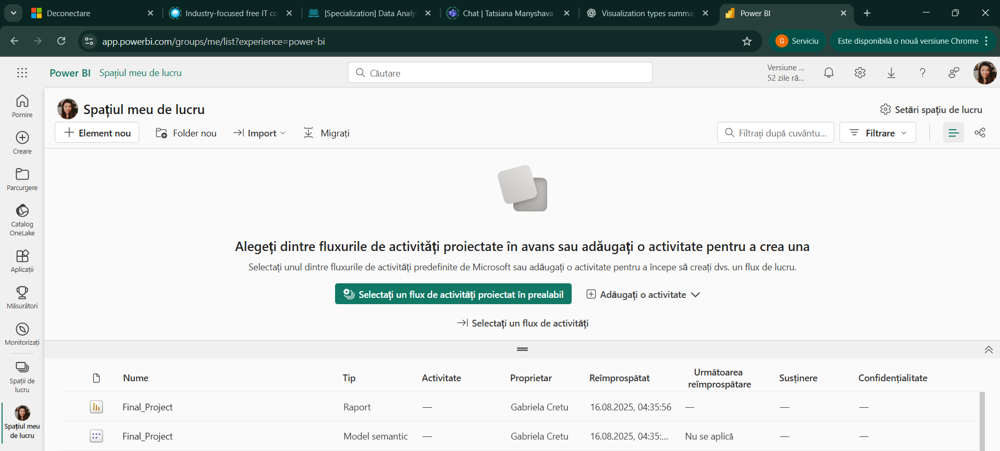 Deconectare
Industry-focused free IT co
[Specialization] Data Analy
Chat | Tatsiana Manyshava
Visualization types summa
Power BI
app.powerbi.com/groups/me/list?experience=power-bi
G Serviciu
Este disponibilă o nouă versiune Chrome
Power BI Spațiul meu de lucru
Căutare
Versiune ...
52 zile ră...
Pornire
Creare
Parcurgere
Catalog
OneLake
Aplicații
Măsurători
Monitorizați
Spații de
lucru
Spațiul meu
de lucru
Spațiul meu de lucru
Setări spațiu de lucru
Element nou
Folder nou
Import
Migrați
Filtrați după cuvântu...
Filtrare
Alegeți dintre fluxurile de activități proiectate în avans sau adăugați o activitate pentru a crea una
Selectați unul dintre fluxurile de activități predefinite de Microsoft sau adăugați o activitate pentru a începe să creați dvs. un flux de lucru.
Selectați un flux de activități proiectat în prealabil
Adăugați o activitate
Selectați un flux de activități
Nume Tip Activitate Proprietar Reîmprospătat Următoarea reîmprospătare Susținere Confidențialitate
Final_Project Raport — Gabriela Cretu 16.08.2025, 04:35:56 — — —
Final_Project Model semantic — Gabriela Cretu 16.08.2025, 04:35:... Nu se aplică — —